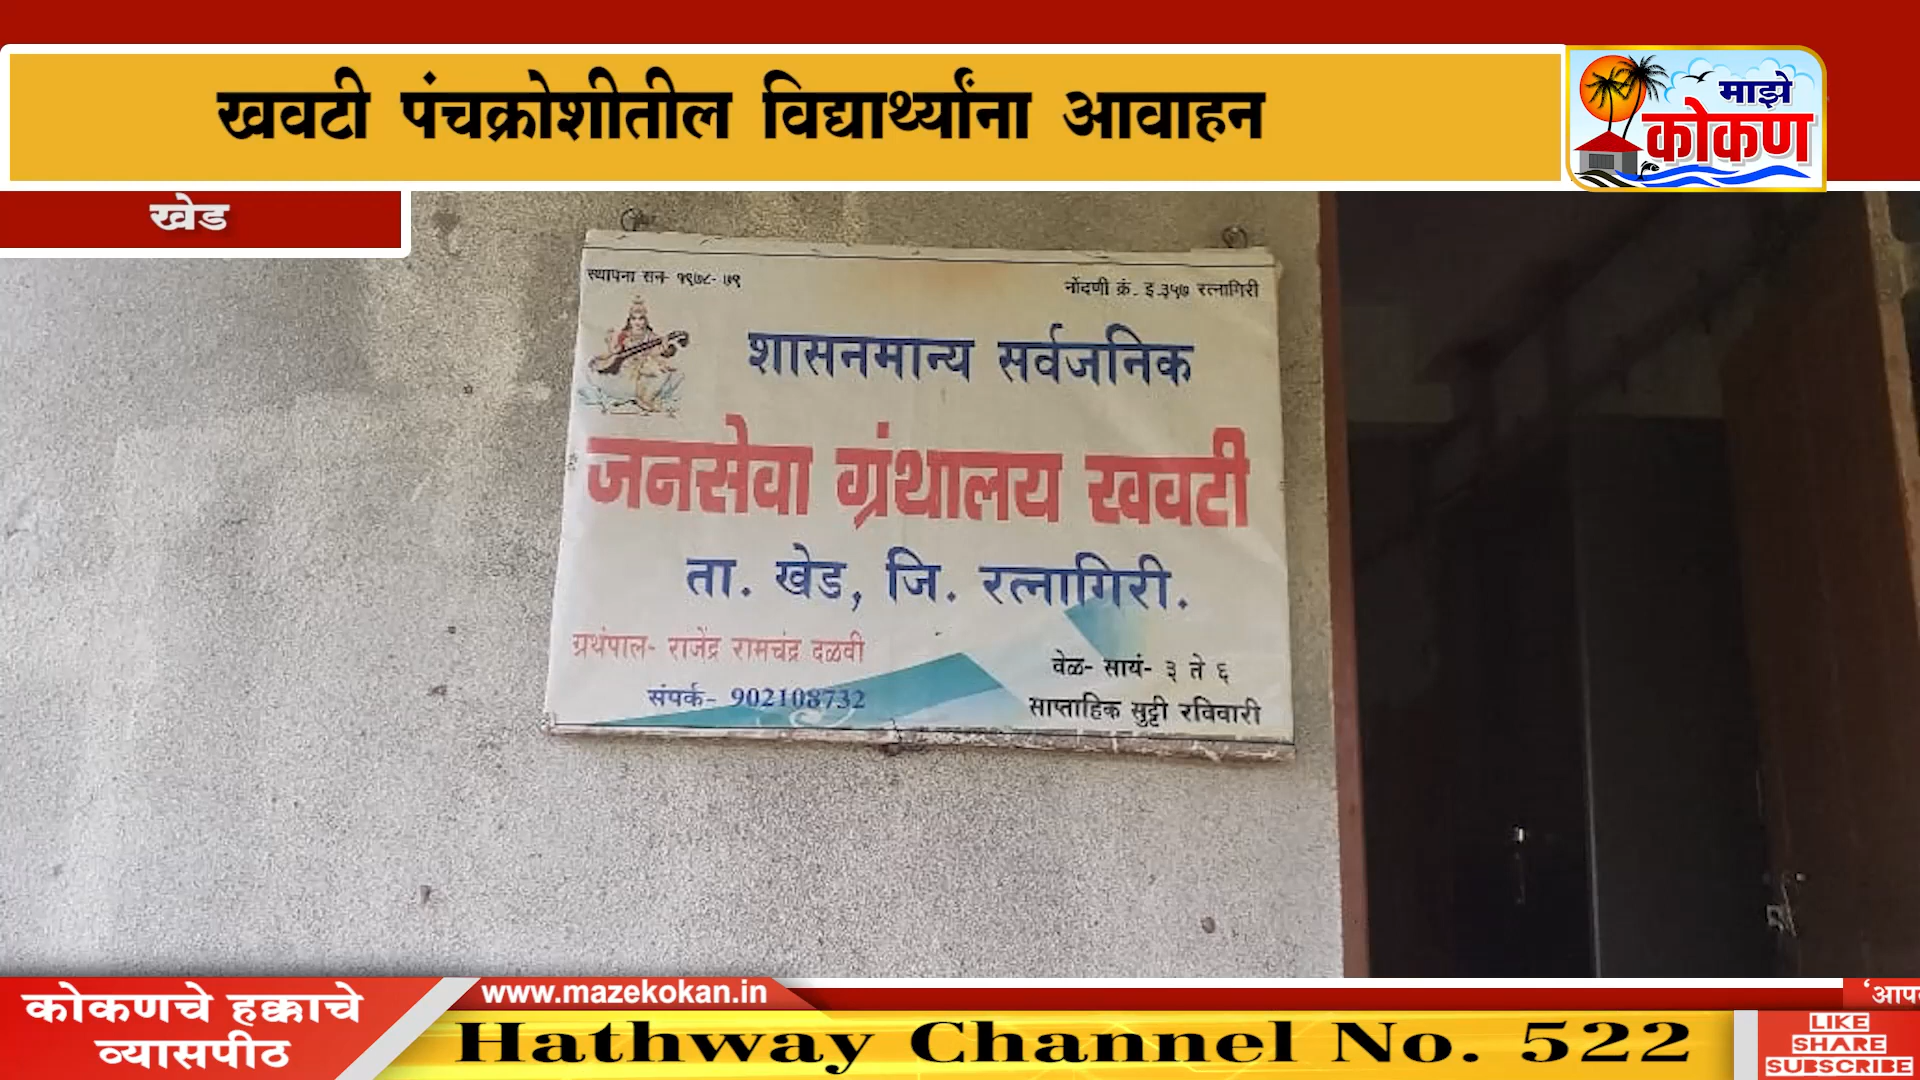 खवटी पंचक्रोशीतील विद्यार्थ्यांना आवाहन
माझे
कोकण
खेड
स्थापना सन- १९७८- ७९
नोंदणी क्रं. इ.३५७ रत्नागिरी
शासनमान्य सर्वजनिक
जनसेवा ग्रंथालय खवटी
ता. खेड, जि. रत्नागिरी.
ग्रथंपाल- राजेंद्र रामचंद्र दळवी
संपर्क- 902108732
वेळ- सायं- ३ ते ६
साप्ताहिक सुट्टी रविवारी
कोकणचे हक्काचे
व्यासपीठ
www.mazekokan.in
Hathway Channel No. 522
LIKE
SHARE
SUBSCRIBE